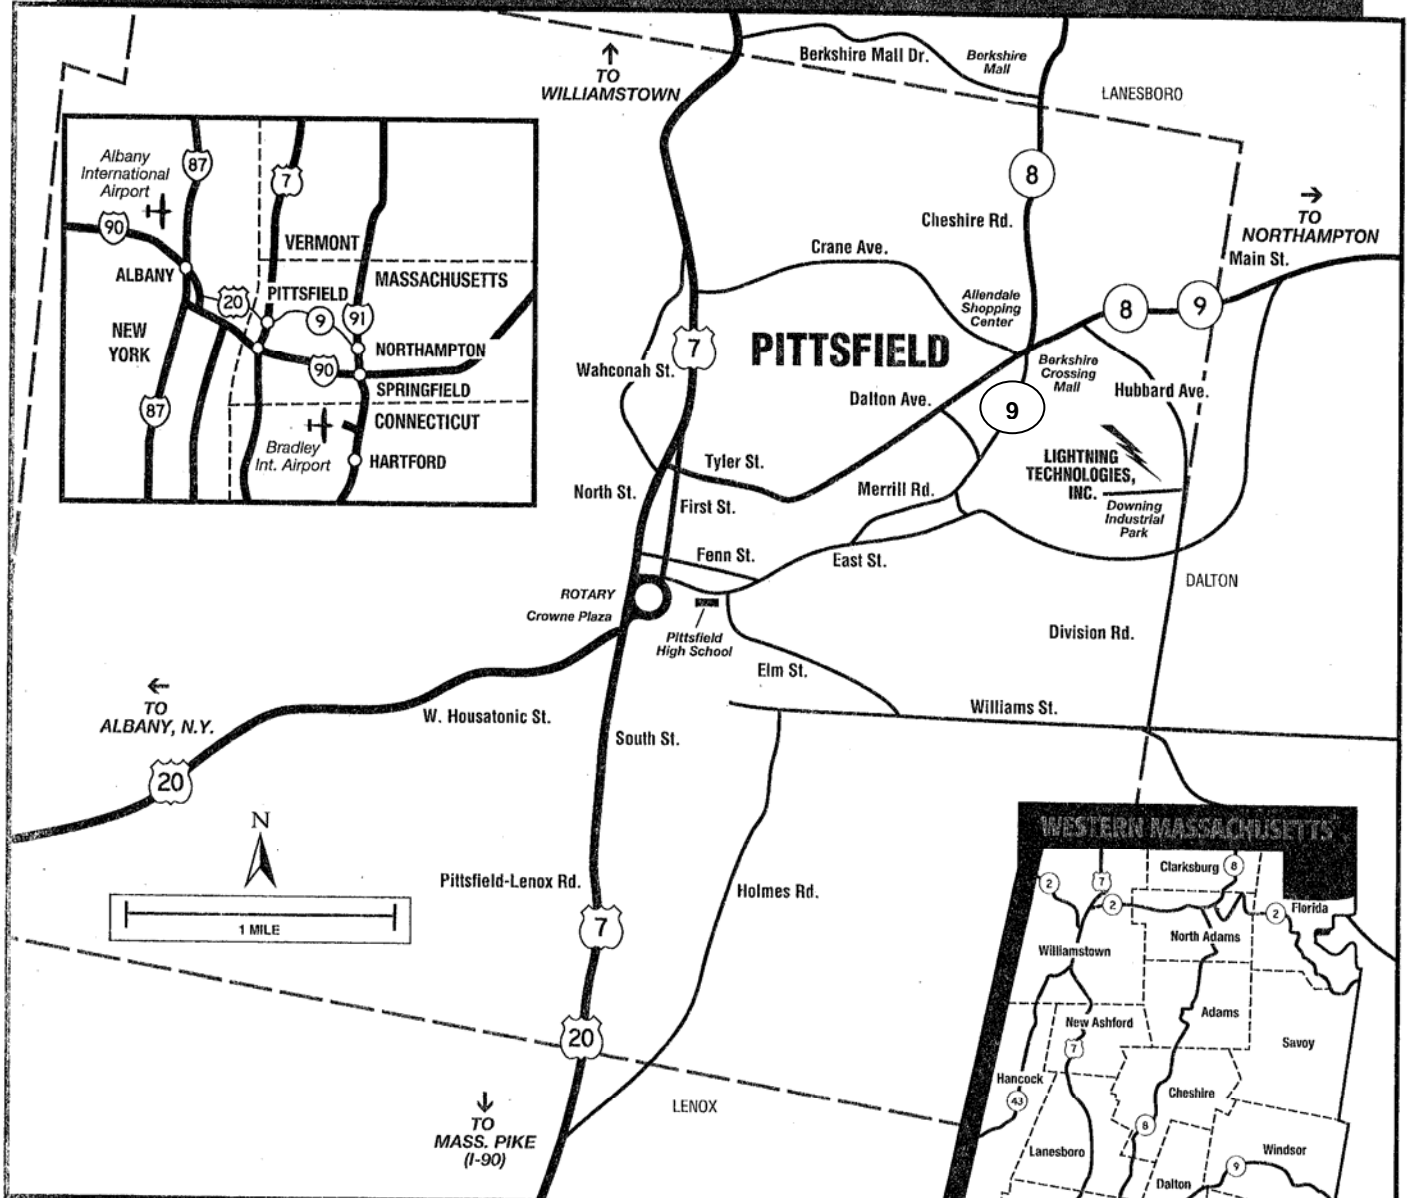 Berkshire Mall Dr.
Berkshire
Mall
TO
WILLIAMSTOWN
LANESBORO
8
Cheshire Rd.
TO
NORTHAMPTON
Main St.
Crane Ave.
Allendale
Shopping
Center
8
9
7
PITTSFIELD
Wahconah St.
Berkshire
Crossing
Mall
Hubbard Ave.
Dalton Ave.
9
LIGHTNING
TECHNOLOGIES,
INC.
Downing
Industrial
Park
Tyler St.
North St.
First St.
Merrill Rd.
Fenn St.
East St.
DALTON
ROTARY
Crowne Plaza
Pittsfield
High School
Division Rd.
Elm St.
Williams St.
TO
ALBANY, N.Y.
W. Housatonic St.
South St.
20
N
1 MILE
Pittsfield-Lenox Rd.
Holmes Rd.
7
20
LENOX
TO
MASS. PIKE
(I-90)
Albany
International
Airport
87
7
90
VERMONT
ALBANY
MASSACHUSETTS
20
PITTSFIELD
9
91
NEW
YORK
NORTHAMPTON
90
SPRINGFIELD
87
CONNECTICUT
Bradley
Int. Airport
HARTFORD
WESTERN MASSACHUSETTS
Clarksburg
8
2
7
2
2
Florida
North Adams
Williamstown
Adams
New Ashford
7
Savoy
Hancock
43
Cheshire
8
Lanesboro
Windsor
9
Dalton